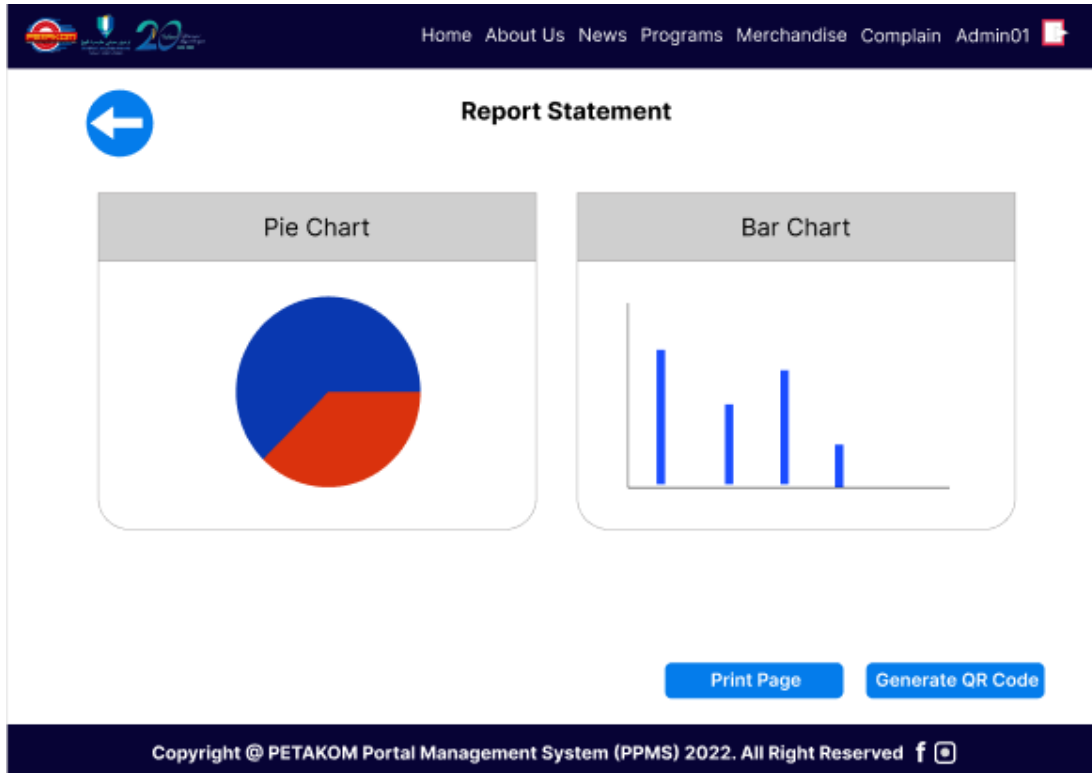 Home About Us News Programs Merchandise Complain Admin01
Report Statement
Pie Chart
Bar Chart
Print Page
Generate QR Code
Copyright @ PETAKOM Portal Management System (PPMS) 2022. All Right Reserved